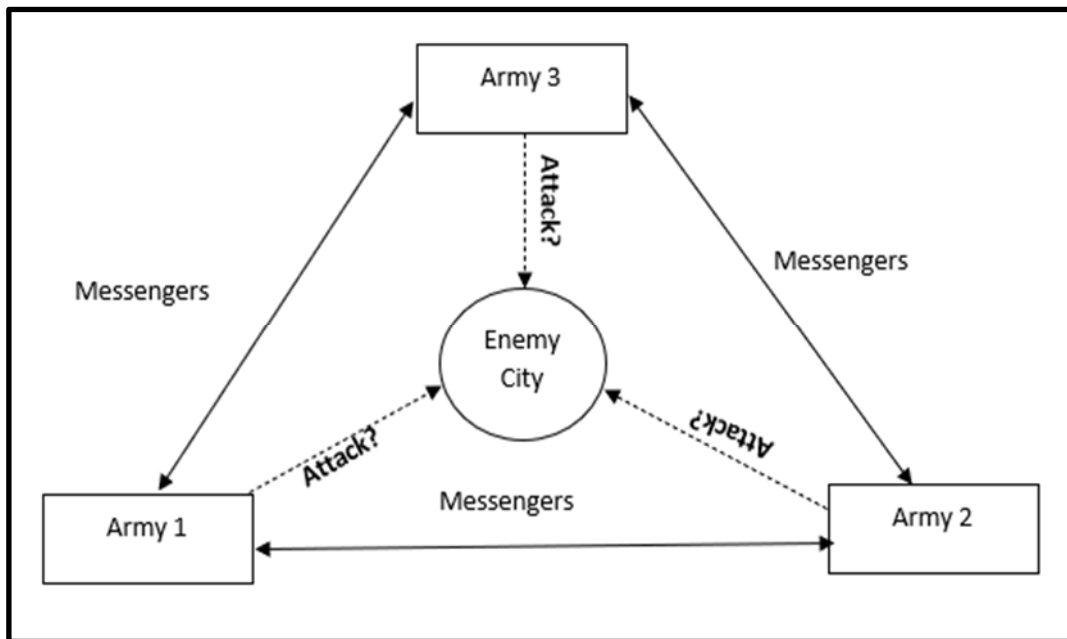 Army 3
Attack?
Messengers
Messengers
Enemy
City
Attack?
Attack?
Messengers
Army 1
Army 2